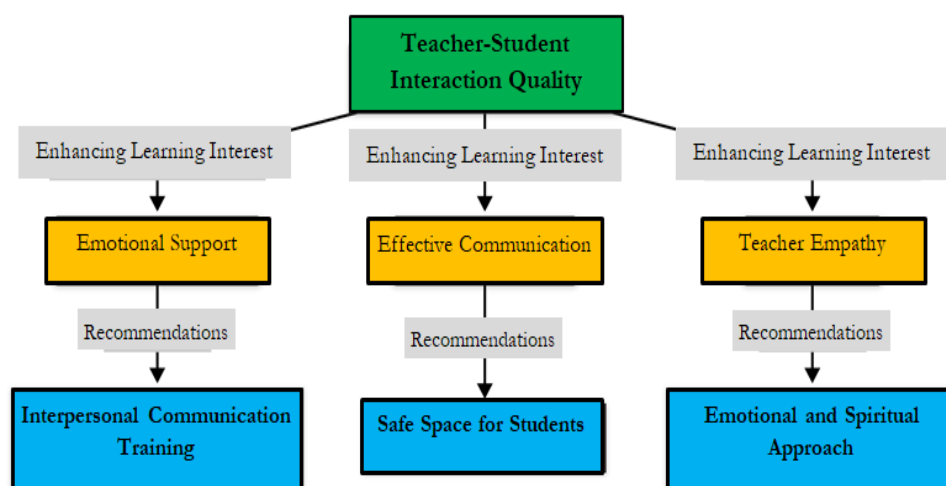 Teacher-Student
Interaction Quality
Enhancing Learning Interest
Enhancing Learning Interest
Enhancing Learning Interest
Emotional Support
Effective Communication
Teacher Empathy
Recommendations
Recommendations
Recommendations
Interpersonal Communication
Training
Safe Space for Students
Emotional and Spiritual
Approach